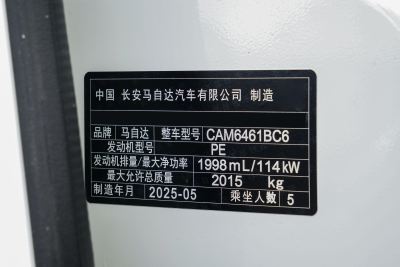 中国 长安马自达汽车有限公司 制造
品牌 马自达 整车型号 CAM6461BC6
发动机型号 PE
发动机排量/最大净功率 1998mL/114kW
最大允许总质量 2015 kg
制造年月 2025-05 乘坐人数 5